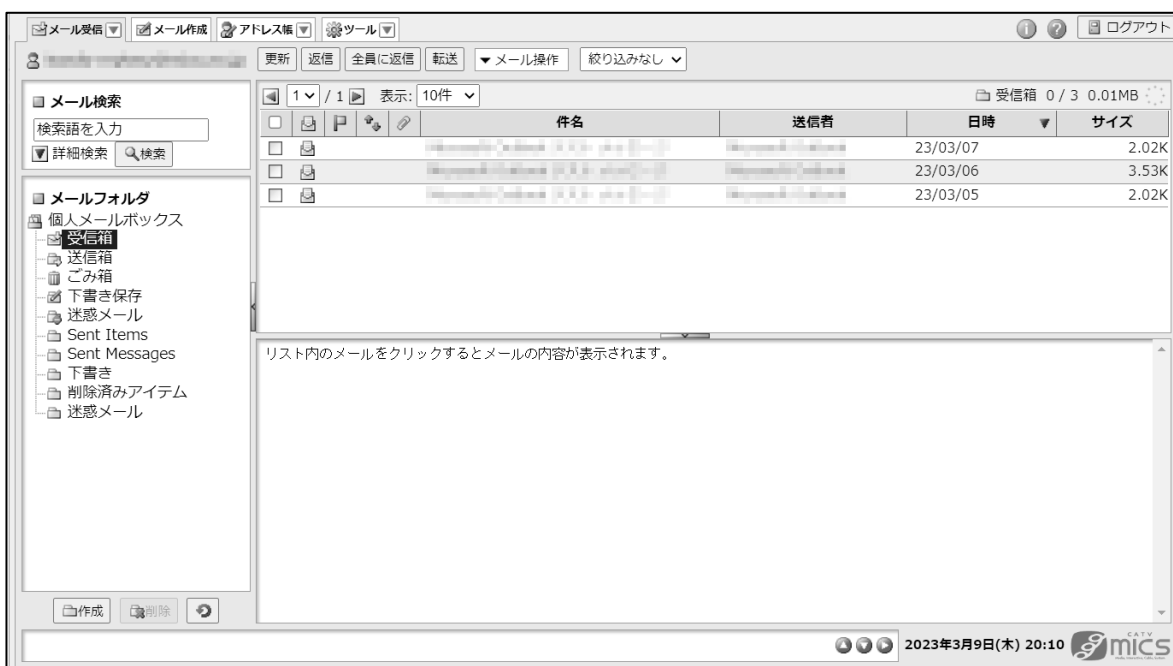 メール受信 メール作成 アドレス帳 ツール ログアウト
更新 返信 全員に返信 転送 ▼メール操作 絞り込みなし
メール検索
検索語を入力
詳細検索 検索
1 / 1 表示: 10件 受信箱 0 / 3 0.01MB
件名 送信者 日時 ▼ サイズ
23/03/07 2.02K
23/03/06 3.53K
23/03/05 2.02K
メールフォルダ
個人メールボックス
受信箱
送信箱
ごみ箱
下書き保存
迷惑メール
Sent Items
Sent Messages
下書き
削除済みアイテム
迷惑メール
リスト内のメールをクリックするとメールの内容が表示されます。
作成 削除
2023年3月9日(木) 20:10 CATV mics